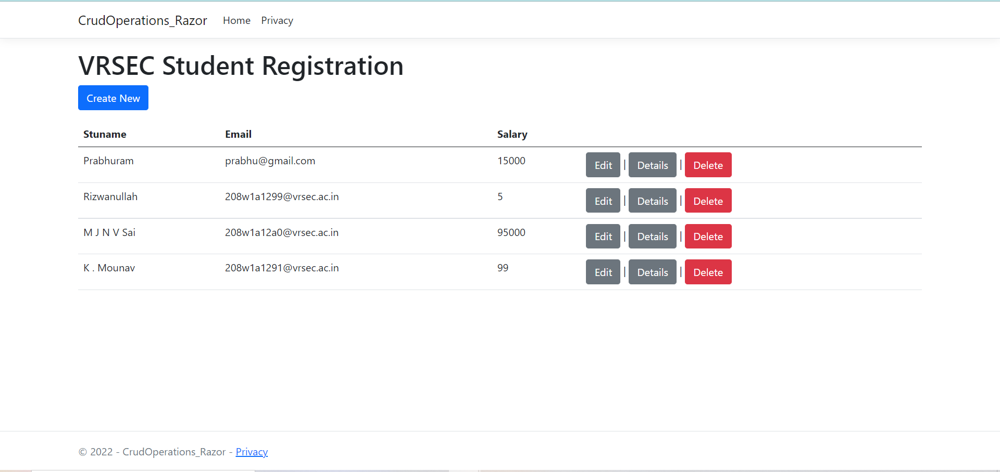 CrudOperations_Razor Home Privacy
VRSEC Student Registration
Create New
Stuname Email Salary
Prabhuram prabhu@gmail.com 15000 Edit | Details | Delete
Rizwanullah 208w1a1299@vrsec.ac.in 5 Edit | Details | Delete
M J N V Sai 208w1a12a0@vrsec.ac.in 95000 Edit | Details | Delete
K . Mounav 208w1a1291@vrsec.ac.in 99 Edit | Details | Delete
© 2022 - CrudOperations_Razor - Privacy